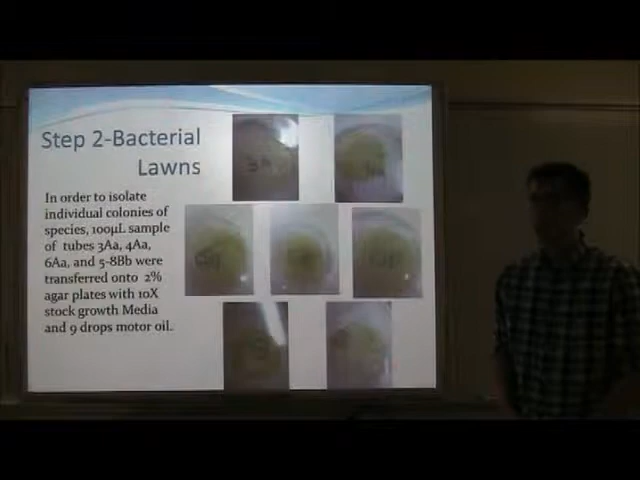 Step 2-Bacterial
Lawns
In order to isolate
individual colonies of
species, 100µL sample
of tubes 3Aa, 4Aa,
6Aa, and 5-8Bb were
transferred onto 2%
agar plates with 10X
stock growth Media
and 9 drops motor oil.